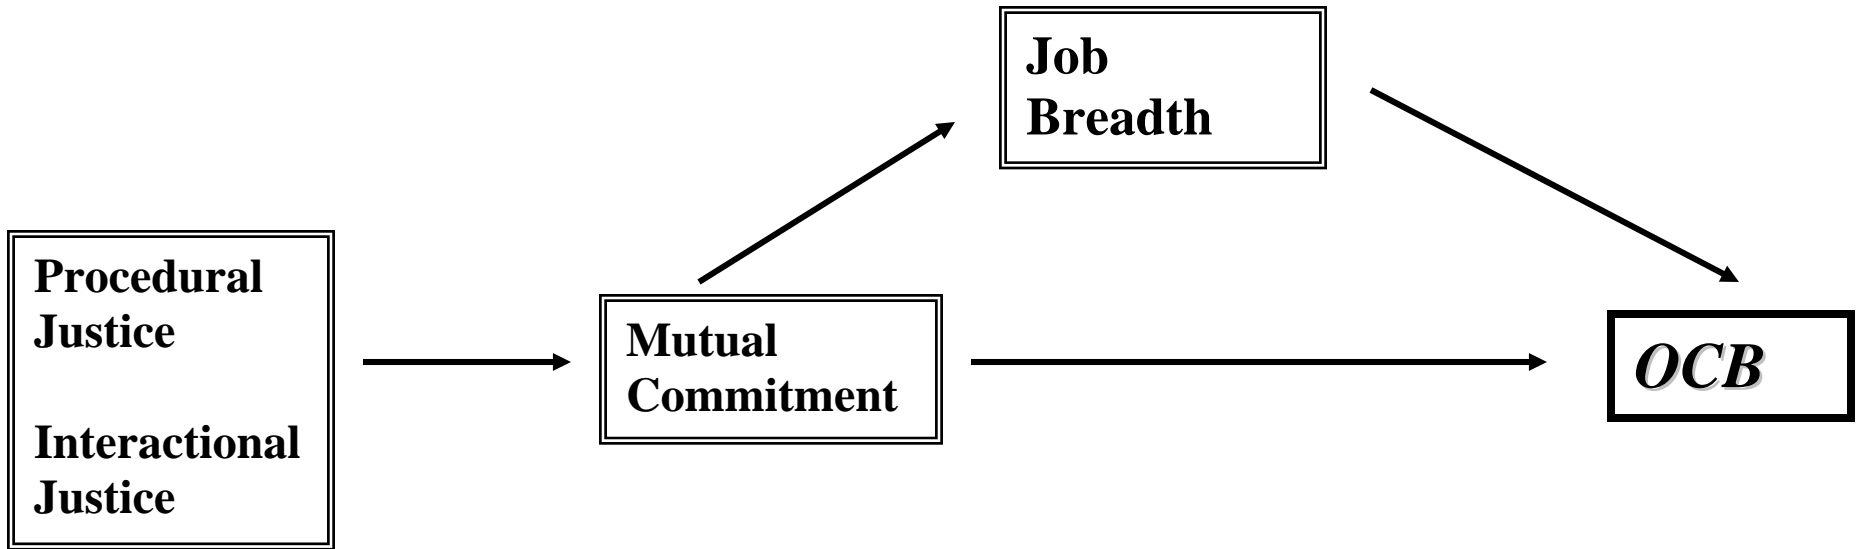 Job
Breadth
Procedural
Justice
Interactional
Justice
Mutual
Commitment
OCB